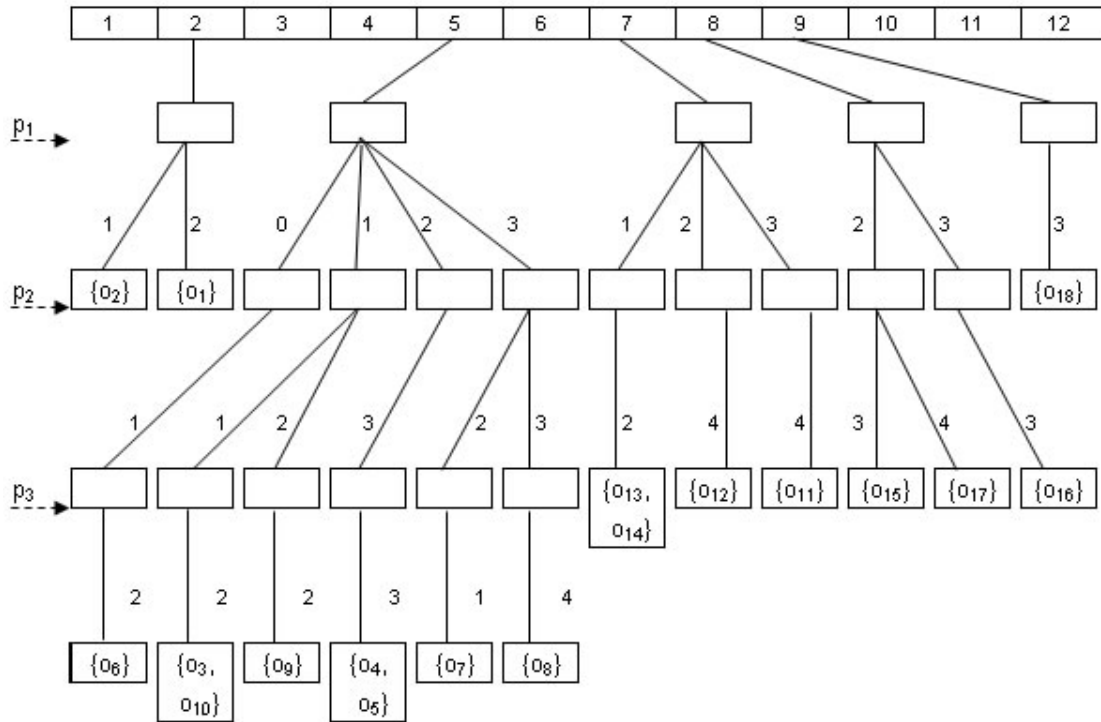 1 2 3 4 5 6 7 8 9 10 11 12
p1
1 2 0 1 2 3 1 2 3 2 3 3
p2 {o2} {o1} {o18}
1 1 2 3 2 3 2 4 4 3 4 3
p3 {o13, {o12} {o11} {o15} {o17} {o16}
o14}
2 2 2 3 1 4
{o6} {o3, {o9} {o4, {o7} {o8}
o10} o5}